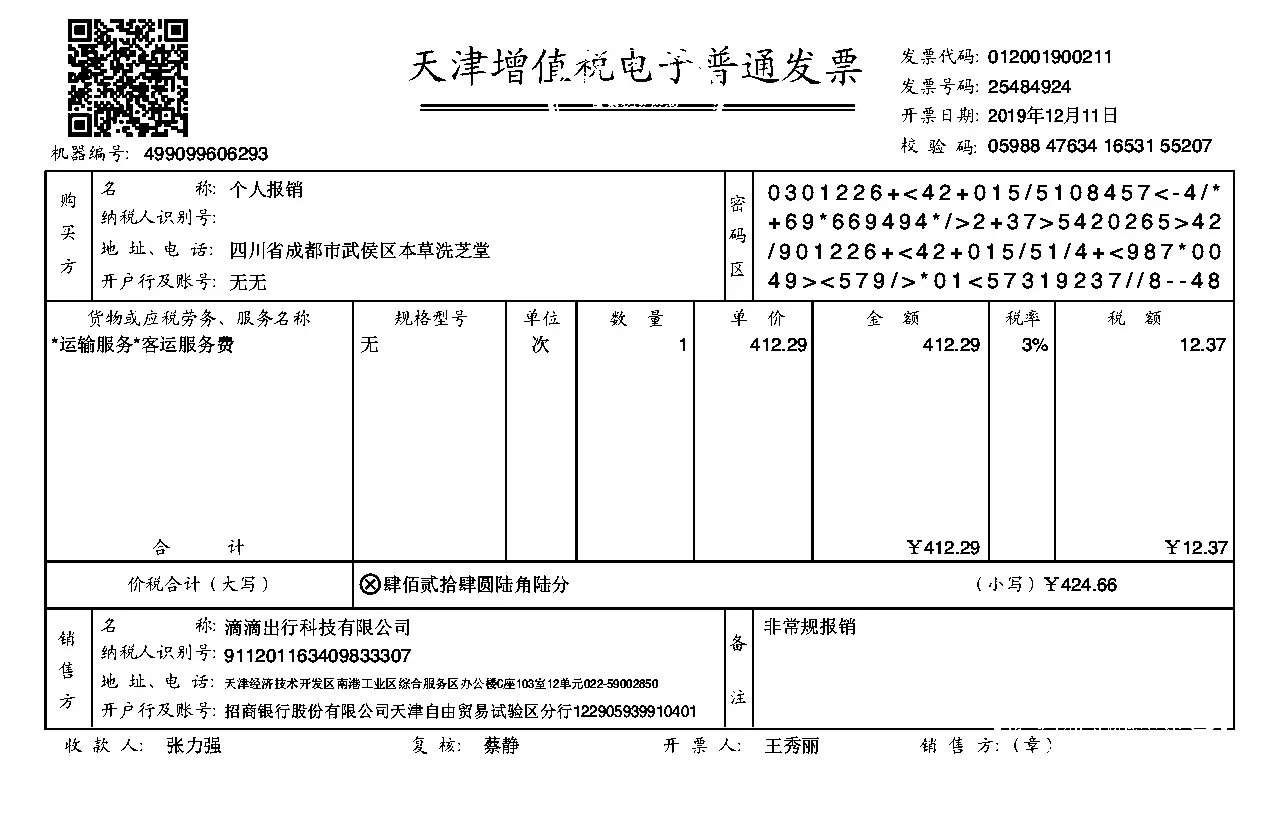 天津增值税电子普通发票
发票代码: 012001900211
发票号码: 25484924
开票日期: 2019年12月11日
校验码: 05988 47634 16531 55207
机器编号: 499099606293
购买方
名称: 个人报销
纳税人识别号:
地址、电话: 四川省成都市武侯区本草洗芝堂
开户行及账号: 无无
密码区
0301226+<42+015/5108457<-4/*
+69*669494*/>2+37>5420265>42
/901226+<42+015/51/4+<987*00
49><579/>*01<57319237//8--48
货物或应税劳务、服务名称 规格型号 单位 数量 单价 金额 税率 税额
*运输服务*客运服务费 无 次 1 412.29 412.29 3% 12.37
合计 ￥412.29 ￥12.37
价税合计（大写） ⊗肆佰贰拾肆圆陆角陆分 （小写）￥424.66
销售方
名称: 滴滴出行科技有限公司
纳税人识别号: 911201163409833307
地址、电话: 天津经济技术开发区南港工业区综合服务区办公楼C座103室12单元022-59002850
开户行及账号: 招商银行股份有限公司天津自由贸易试验区分行122905939910401
备注
非常规报销
收款人: 张力强 复核: 蔡静 开票人: 王秀丽 销售方:（章）